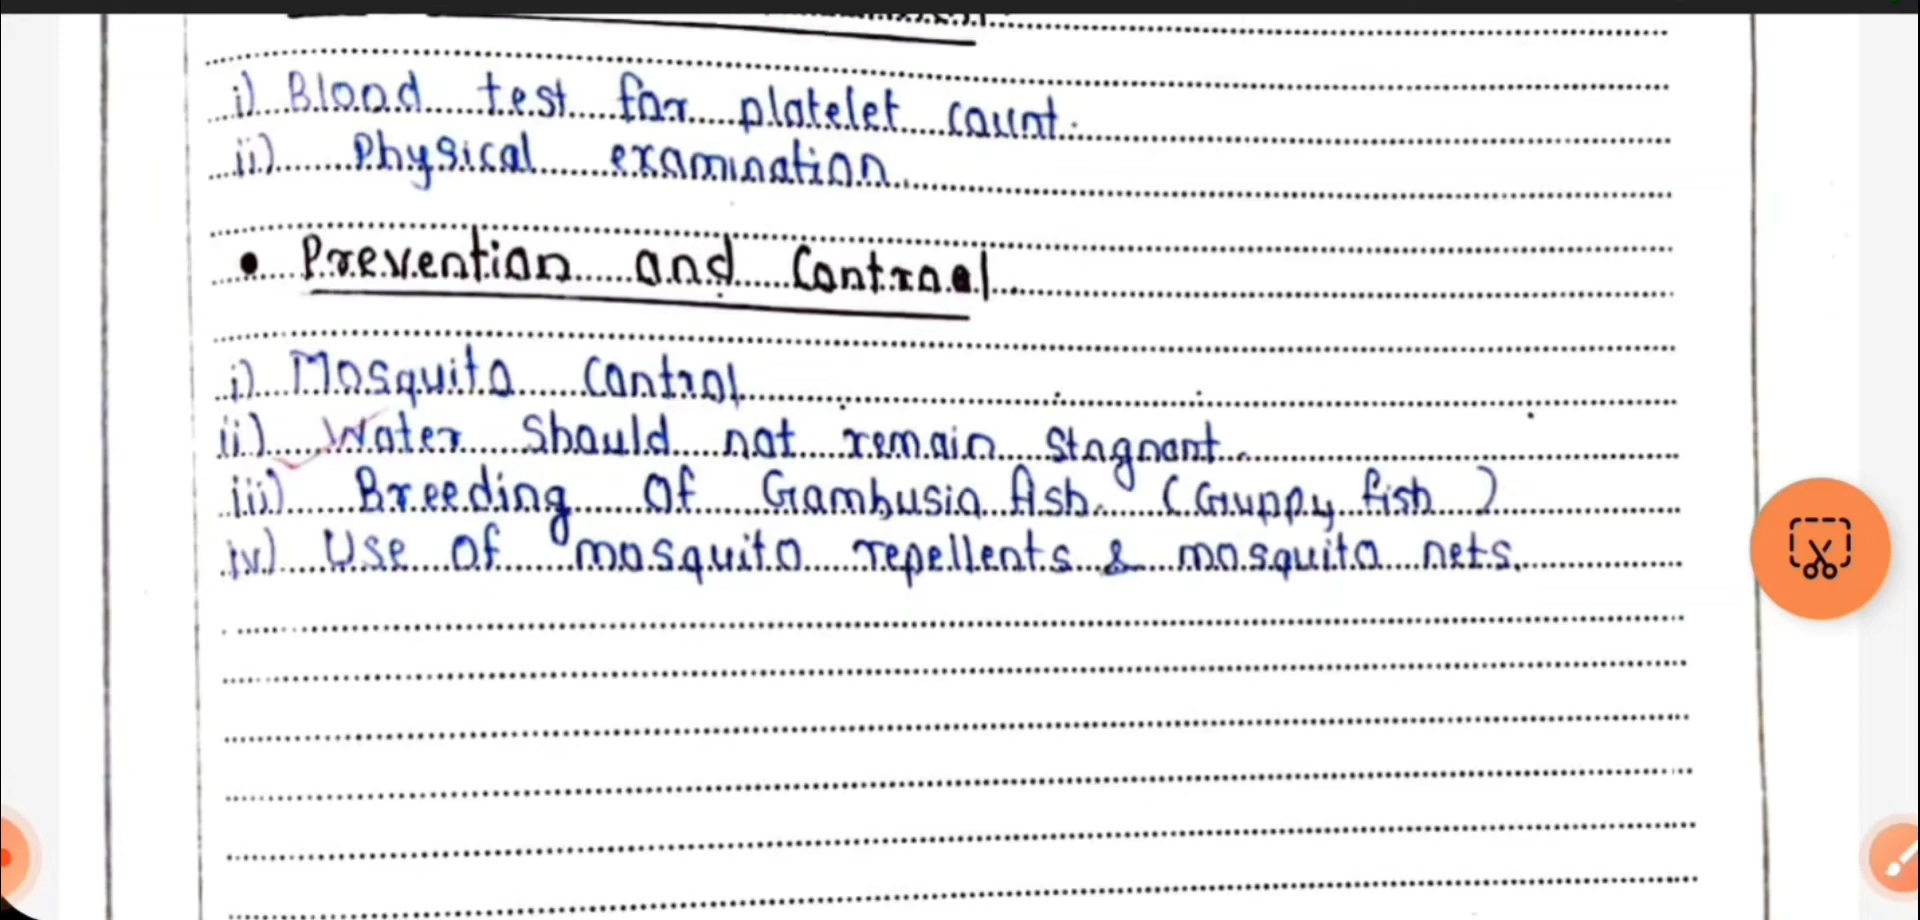 i) Blood test for platelet count.
ii) Physical examination.
• Prevention and Control
i) Mosquito control
ii) Water should not remain stagnant.
iii) Breeding of Gambusia fish. (Guppy fish)
iv) Use of mosquito repellents & mosquito nets.